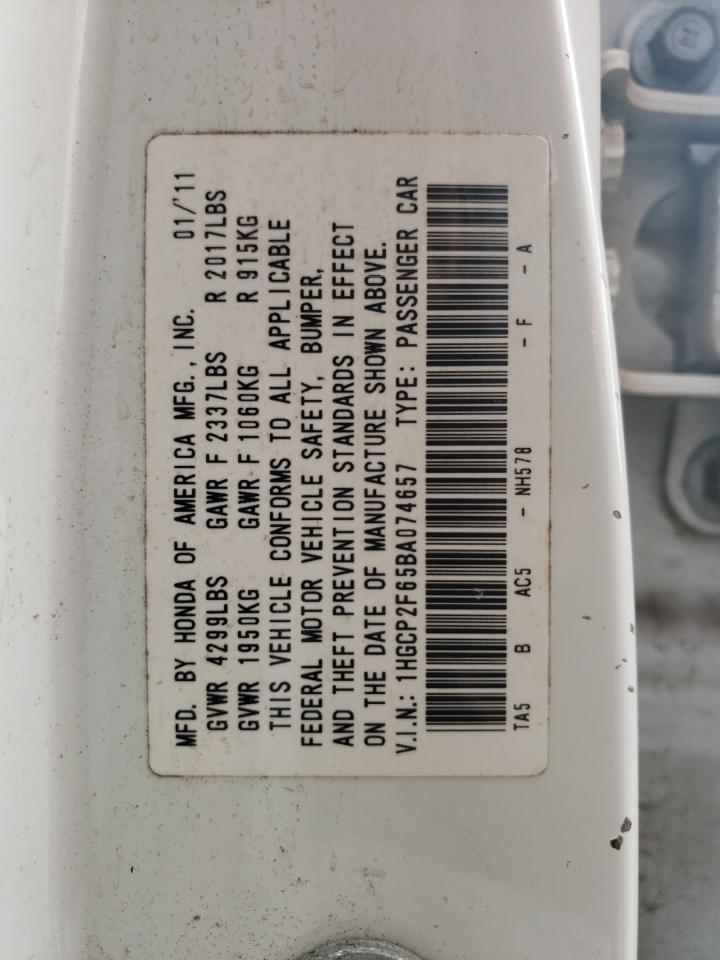 MFD. BY HONDA OF AMERICA MFG., INC. 01/'11
GVWR 4299LBS GAWR F 2337LBS R 2017LBS
GVWR 1950KG GAWR F 1060KG R 915KG
THIS VEHICLE CONFORMS TO ALL APPLICABLE
FEDERAL MOTOR VEHICLE SAFETY, BUMPER,
AND THEFT PREVENTION STANDARDS IN EFFECT
ON THE DATE OF MANUFACTURE SHOWN ABOVE.
V.I.N.: 1HGCP2F65BA074657 TYPE: PASSENGER CAR
TA5 B AC5 - NH578 - F - A